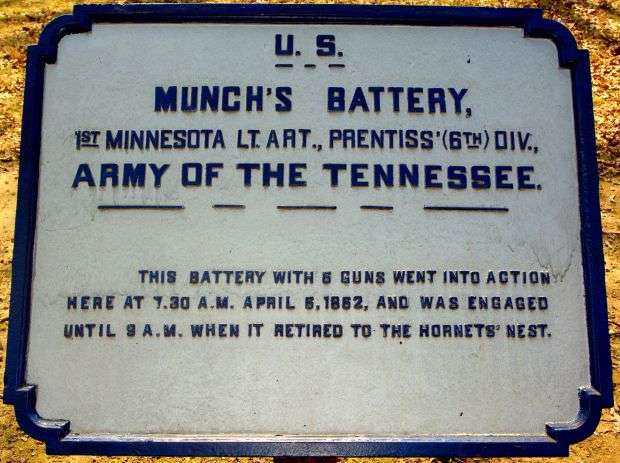 U. S.
MUNCH'S BATTERY,
1ST MINNESOTA LT. ART., PRENTISS' (6TH) DIV.,
ARMY OF THE TENNESSEE.
THIS BATTERY WITH 6 GUNS WENT INTO ACTION
HERE AT 7.30 A.M. APRIL 6, 1862, AND WAS ENGAGED
UNTIL 9 A.M. WHEN IT RETIRED TO THE HORNETS' NEST.